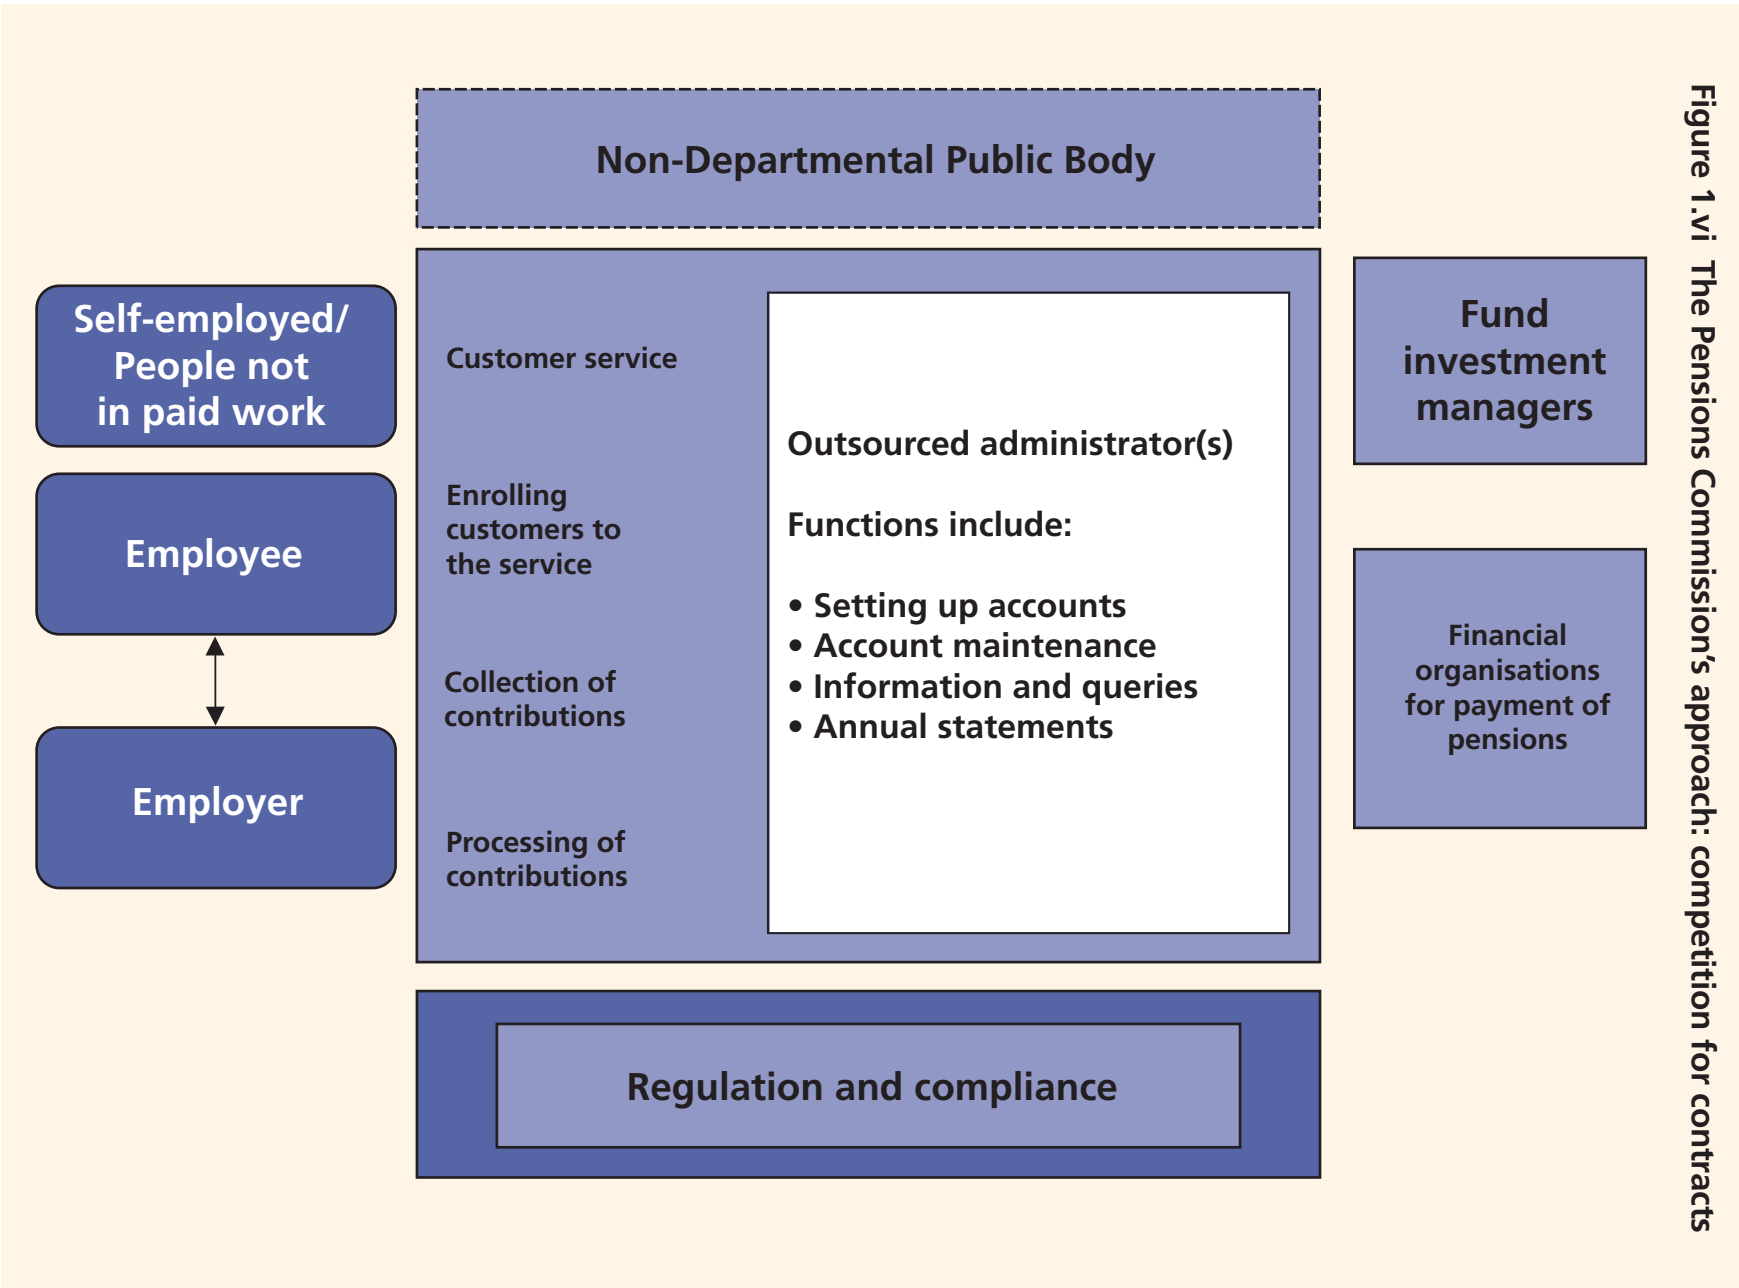 Figure 1.vi The Pensions Commission's approach: competition for contracts
Non-Departmental Public Body
Self-employed/
People not
in paid work
Employee
Employer
Customer service
Enrolling
customers to
the service
Collection of
contributions
Processing of
contributions
Outsourced administrator(s)
Functions include:
• Setting up accounts
• Account maintenance
• Information and queries
• Annual statements
Fund
investment
managers
Financial
organisations
for payment of
pensions
Regulation and compliance